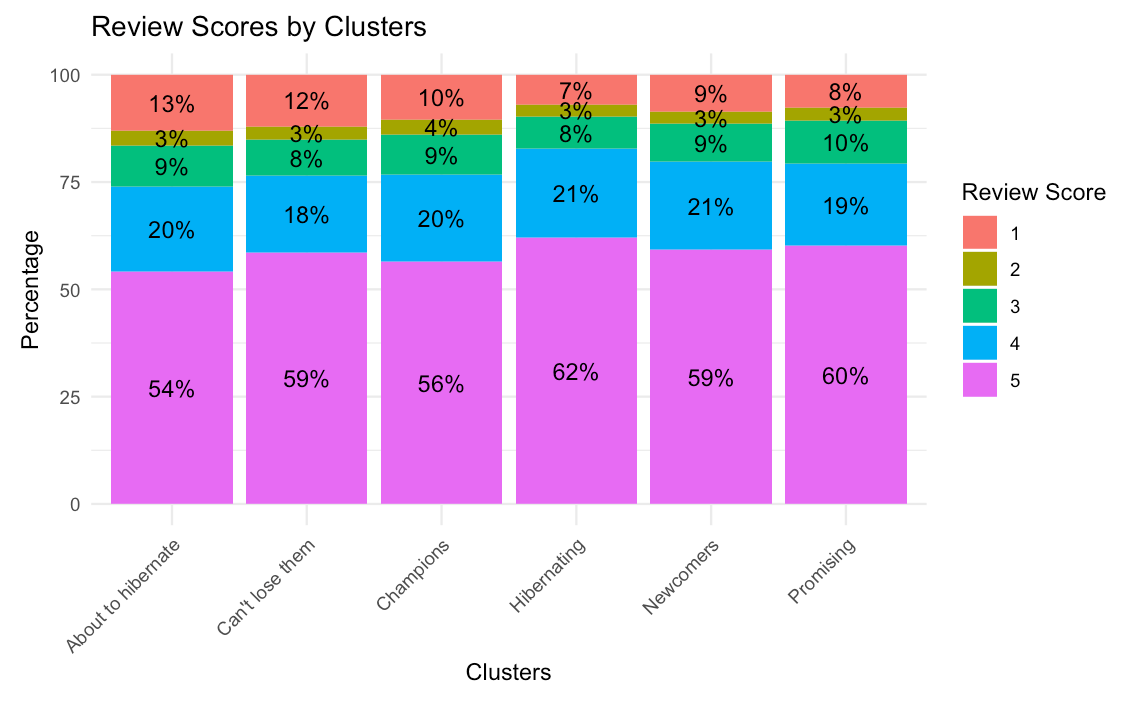 Review Scores by Clusters
Percentage
100
75
50
25
0
13% 12% 10% 7% 9% 8%
3% 3% 4% 3% 3% 3%
9% 8% 9% 8% 9% 10%
20% 18% 20% 21% 21% 19%
54% 59% 56% 62% 59% 60%
About to hibernate
Can't lose them
Champions
Hibernating
Newcomers
Promising
Clusters
Review Score
1
2
3
4
5